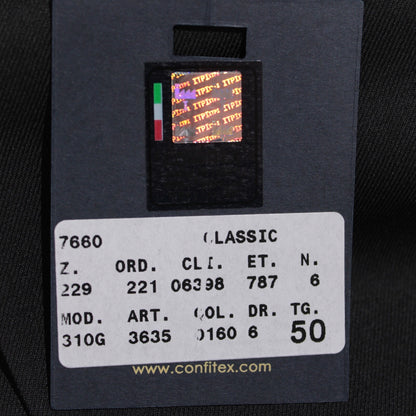 7660 CLASSIC
Z. ORD. CLI. ET. N.
229 221 06398 787 6
MOD. ART. COL. DR. TG.
310G 3635 0160 6 50
www.confitex.com